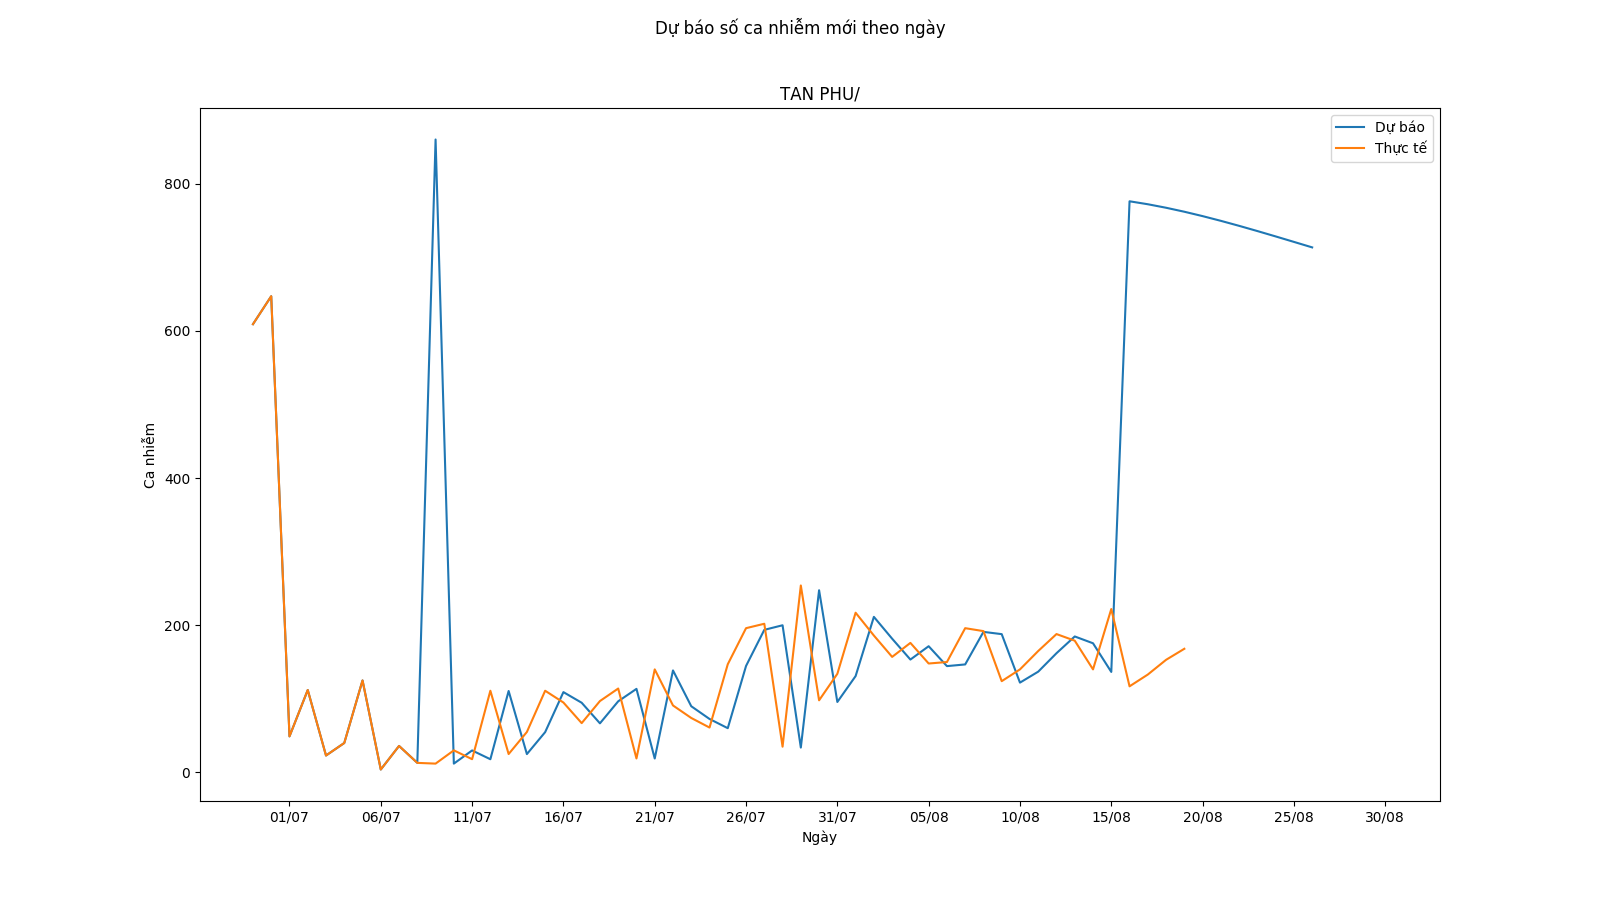 Dự báo số ca nhiễm mới theo ngày
TAN PHU/
Dự báo
Thực tế
Ca nhiễm
800
600
400
200
0
01/07 06/07 11/07 16/07 21/07 26/07 31/07 05/08 10/08 15/08 20/08 25/08 30/08
Ngày